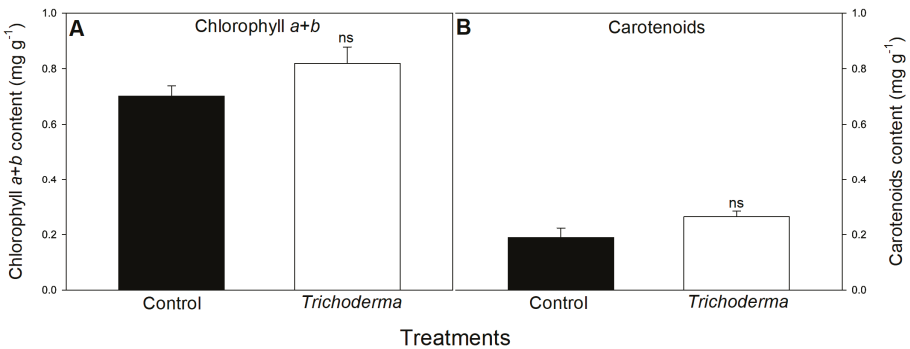 A
Chlorophyll a+b
ns
Chlorophyll a+b content (mg g⁻¹)
1.0
0.8
0.6
0.4
0.2
0.0
Control
Trichoderma
B
Carotenoids
ns
Carotenoids content (mg g⁻¹)
1.0
0.8
0.6
0.4
0.2
0.0
Control
Trichoderma
Treatments